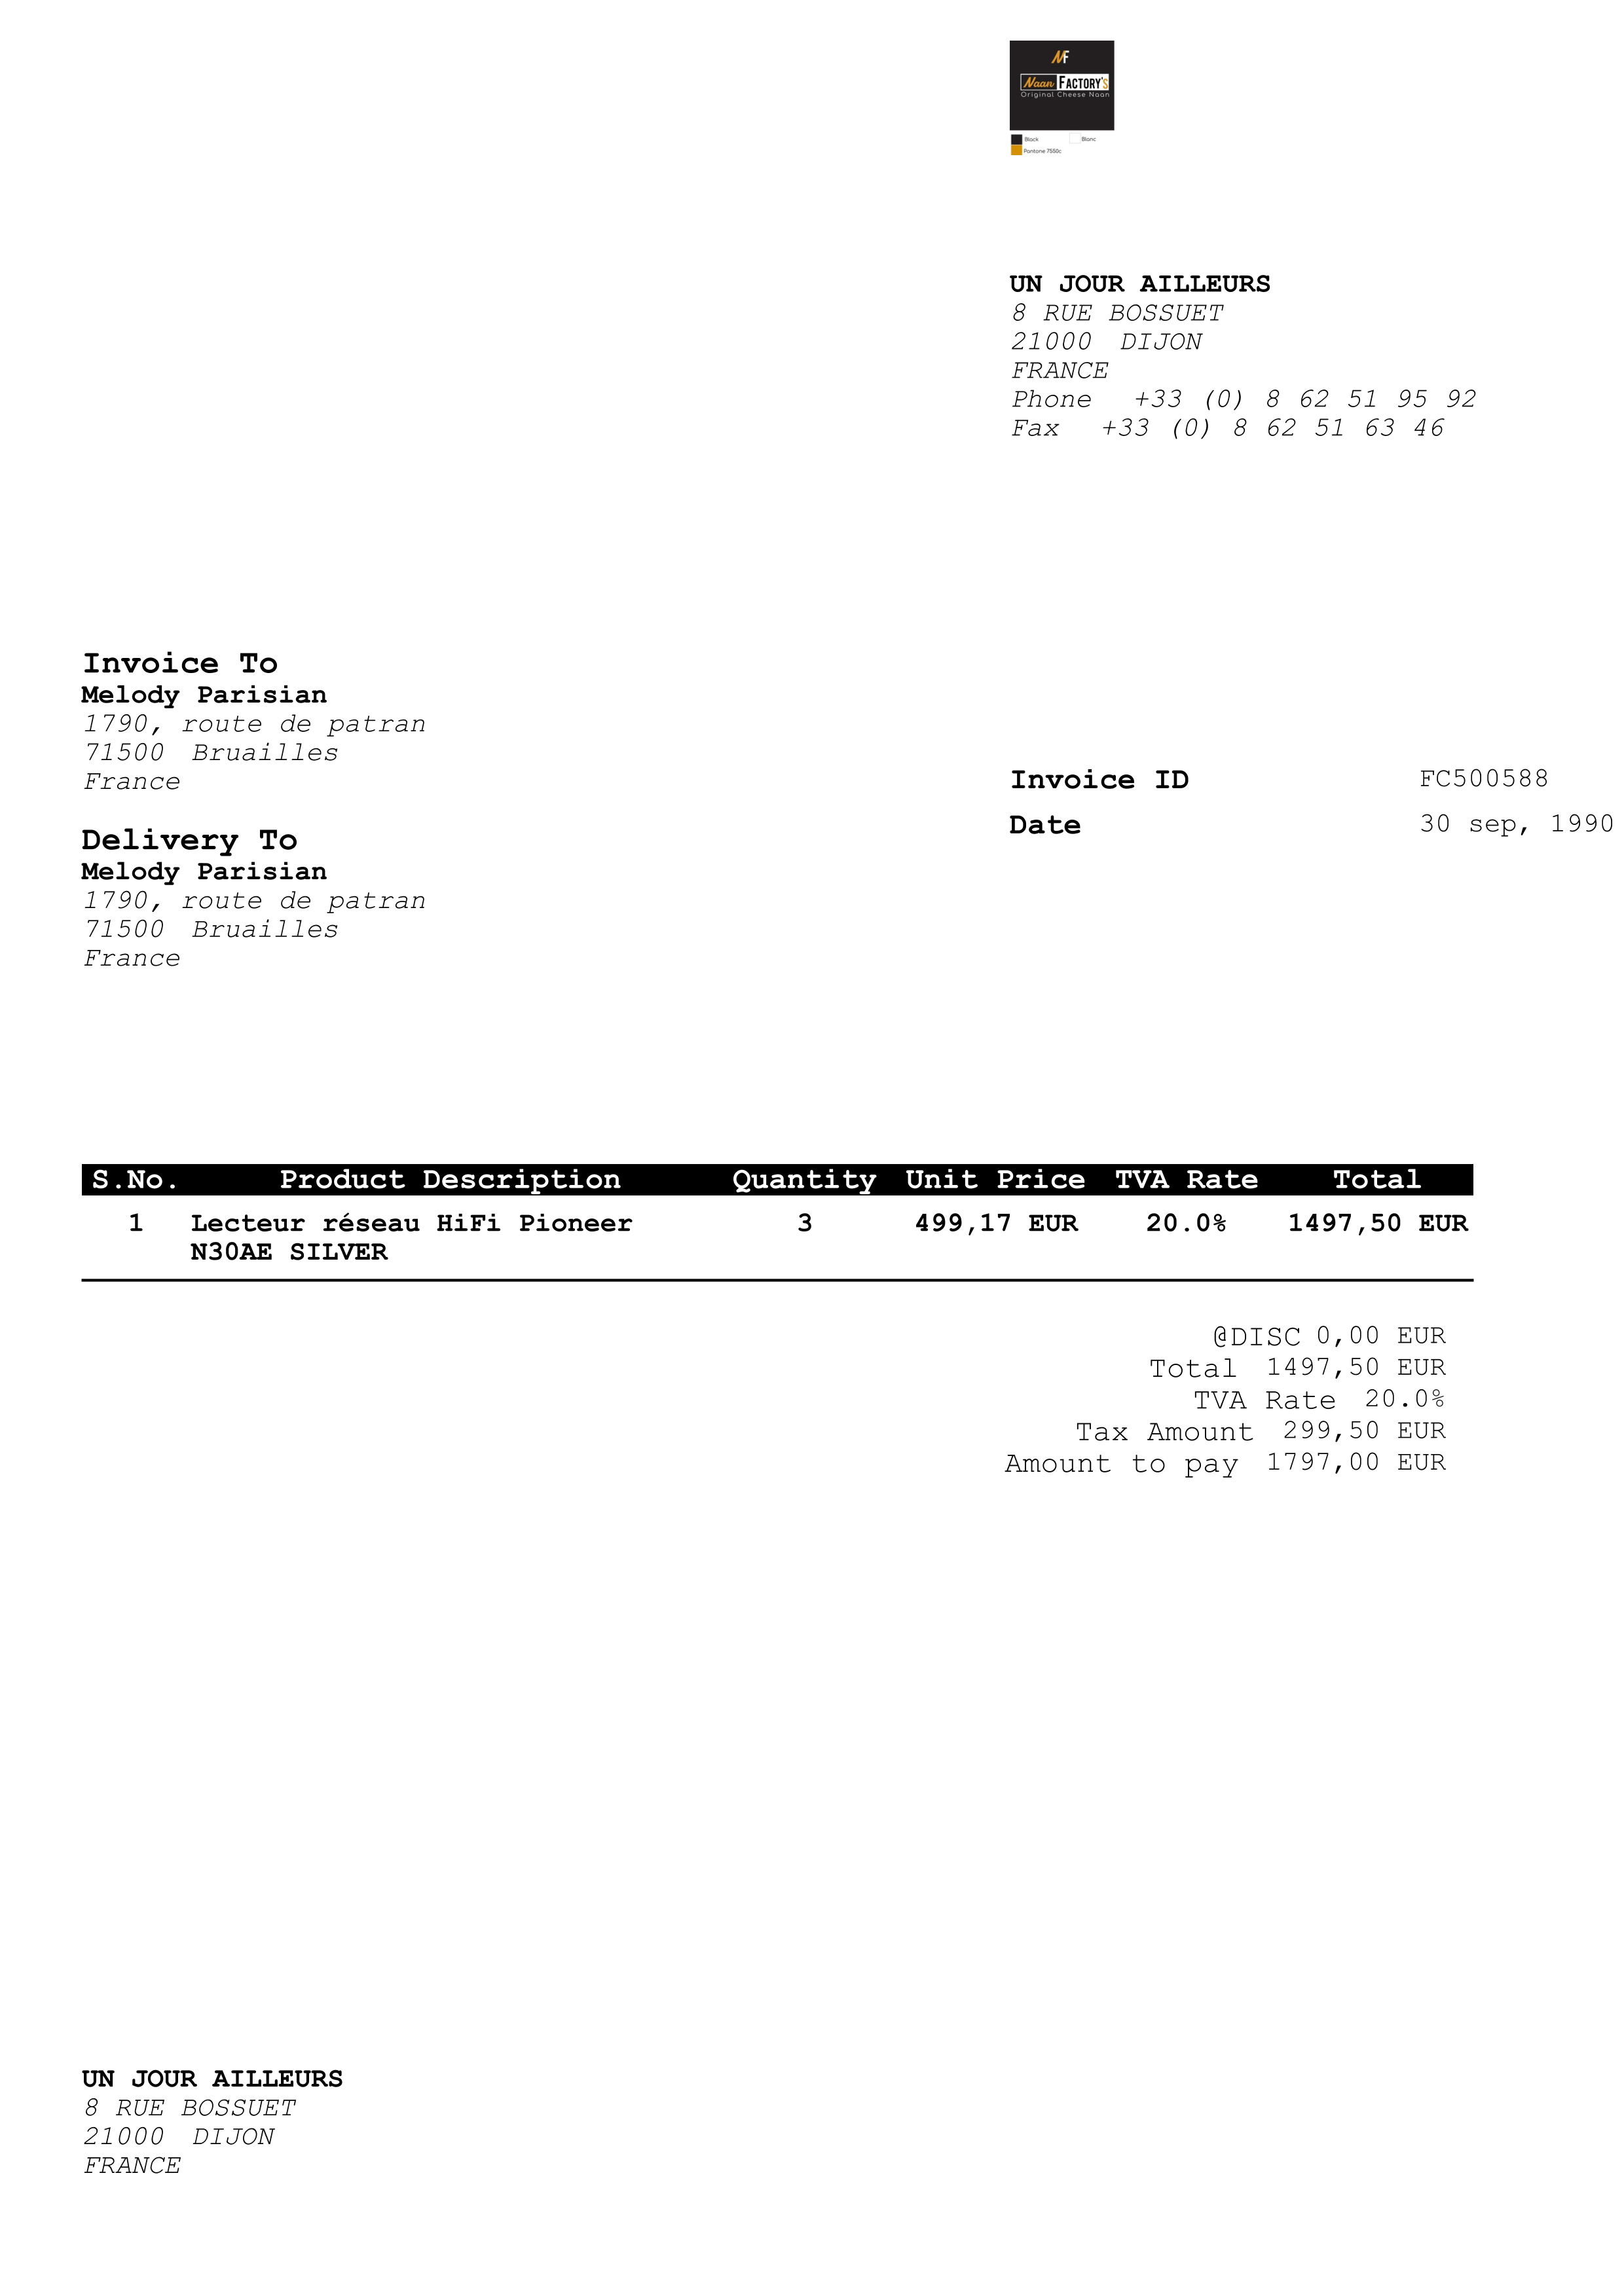 MF
Naan FACTORY'S
Original Cheese Naan
Black Blanc
Pantone 7550c
UN JOUR AILLEURS
8 RUE BOSSUET
21000 DIJON
FRANCE
Phone +33 (0) 8 62 51 95 92
Fax +33 (0) 8 62 51 63 46
Invoice To
Melody Parisian
1790, route de patran
71500 Bruailles
France
Invoice ID FC500588
Date 30 sep, 1990
Delivery To
Melody Parisian
1790, route de patran
71500 Bruailles
France
S.No. Product Description Quantity Unit Price TVA Rate Total
1 Lecteur réseau HiFi Pioneer 3 499,17 EUR 20.0% 1497,50 EUR
N30AE SILVER
@DISC 0,00 EUR
Total 1497,50 EUR
TVA Rate 20.0%
Tax Amount 299,50 EUR
Amount to pay 1797,00 EUR
UN JOUR AILLEURS
8 RUE BOSSUET
21000 DIJON
FRANCE